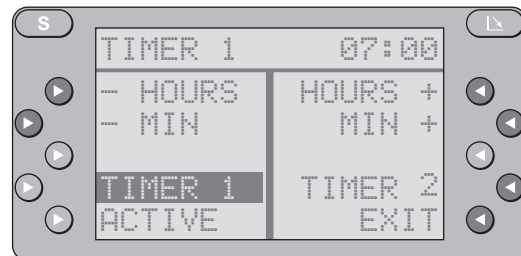 S
TIMER 1 07:00
- HOURS HOURS +
- MIN MIN +
TIMER 1 TIMER 2
ACTIVE EXIT